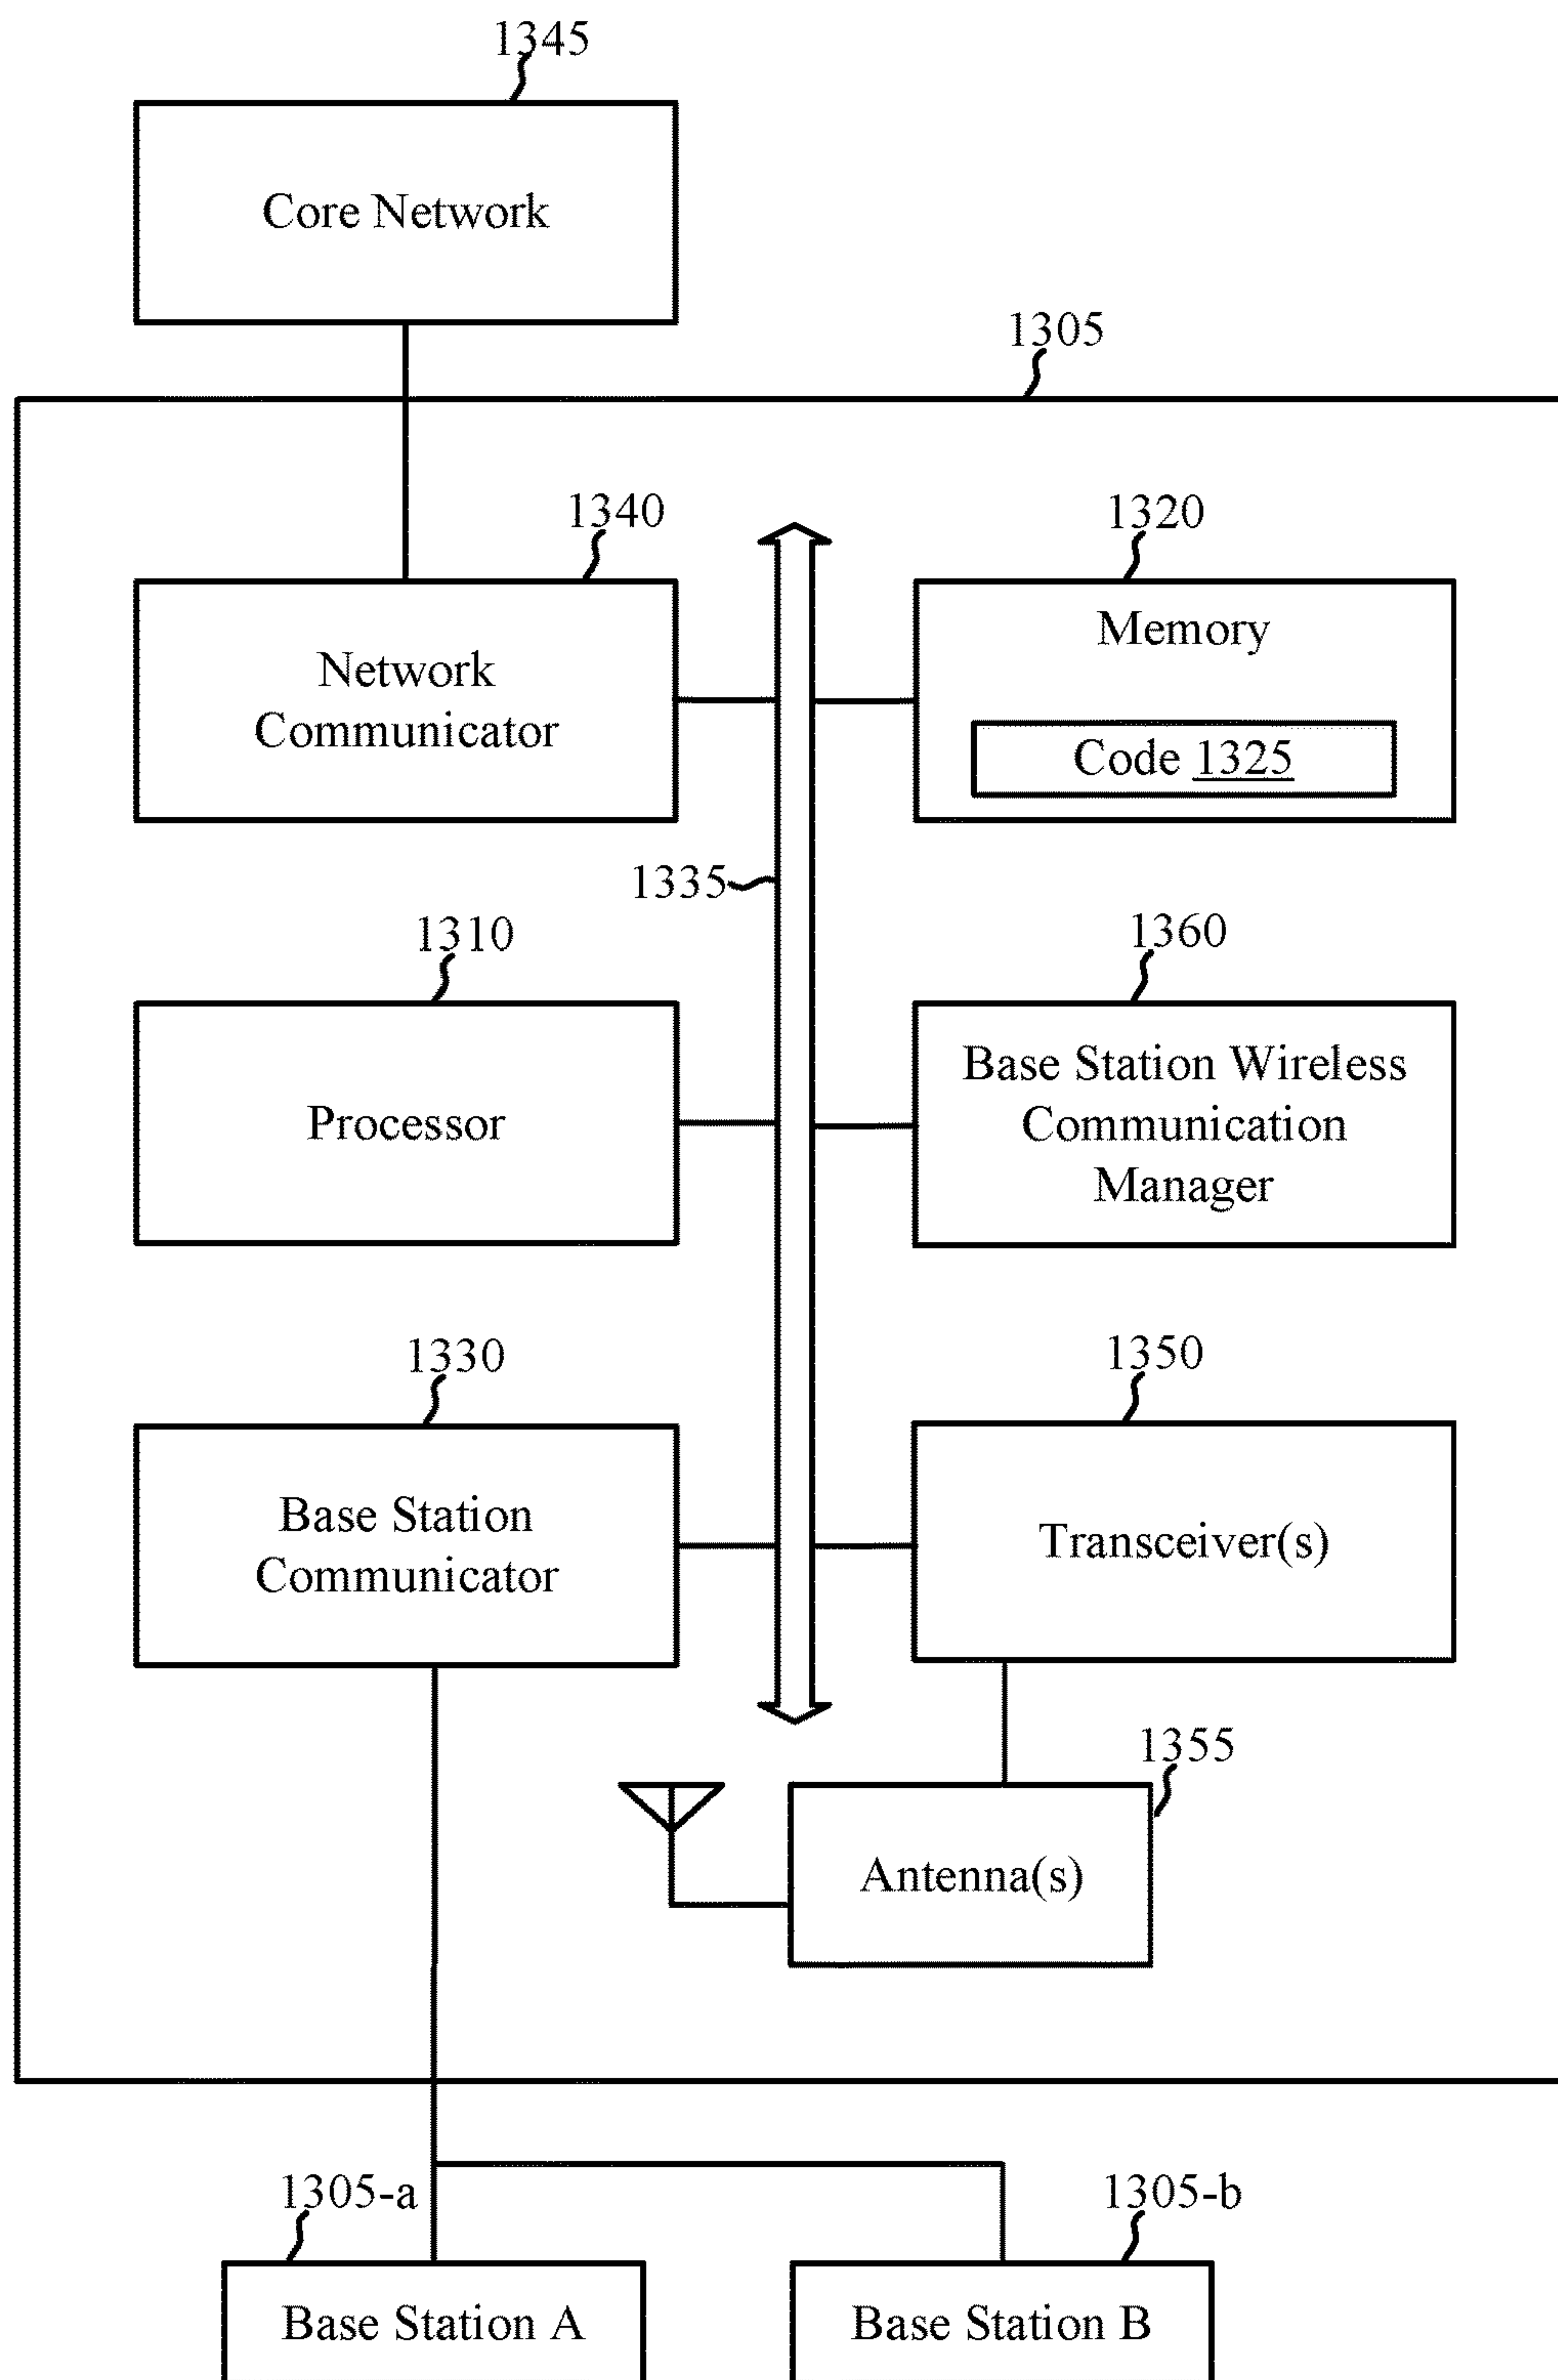 1345
Core Network
1305
1340
1320
Network
Communicator
Memory
Code 1325
1335
1310
1360
Processor
Base Station Wireless
Communication
Manager
1330
1350
Base Station
Communicator
Transceiver(s)
1355
Antenna(s)
1305-a
1305-b
Base Station A
Base Station B